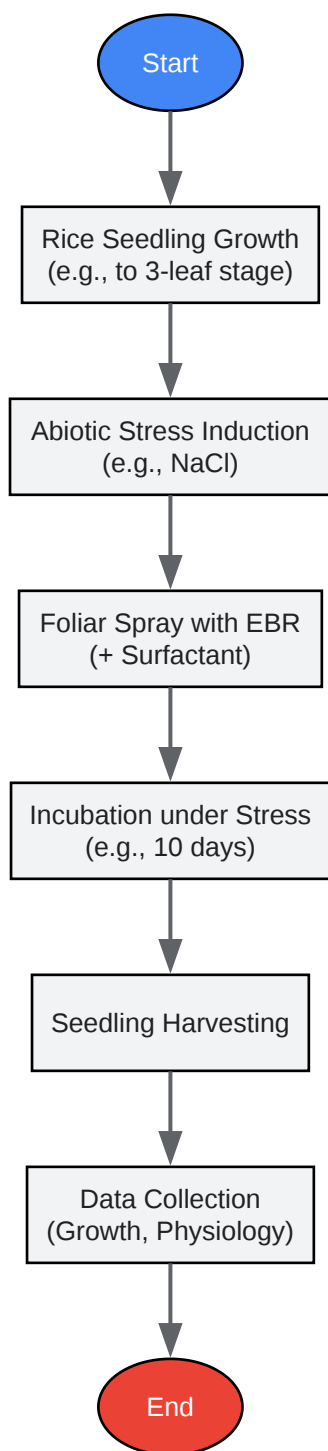 Start
Rice Seedling Growth
(e.g., to 3-leaf stage)
Abiotic Stress Induction
(e.g., NaCl)
Foliar Spray with EBR
(+ Surfactant)
Incubation under Stress
(e.g., 10 days)
Seedling Harvesting
Data Collection
(Growth, Physiology)
End